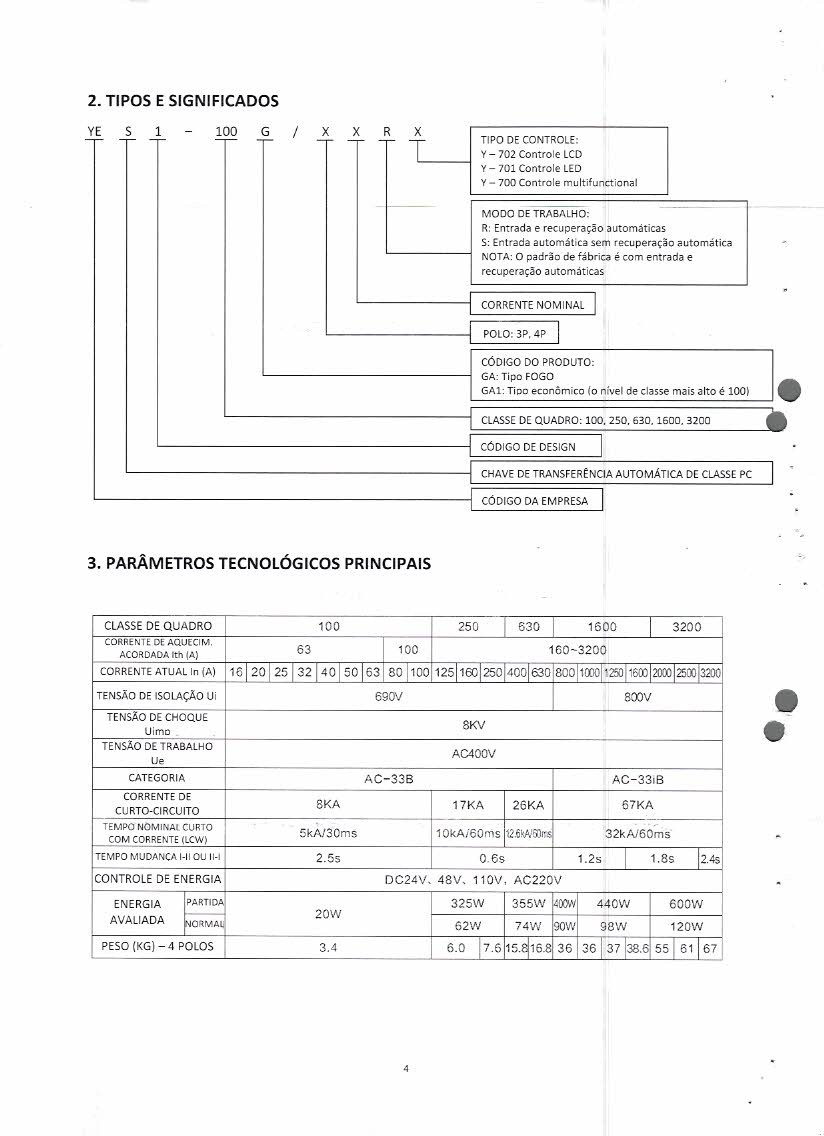 2. TIPOS E SIGNIFICADOS
YE S 1 - 100 G / X X R X
TIPO DE CONTROLE:
Y – 702 Controle LCD
Y – 701 Controle LED
Y – 700 Controle multifunctional
MODO DE TRABALHO:
R: Entrada e recuperação automáticas
S: Entrada automática sem recuperação automática
NOTA: O padrão de fábrica é com entrada e
recuperação automáticas
CORRENTE NOMINAL
POLO: 3P, 4P
CÓDIGO DO PRODUTO:
GA: Tipo FOGO
GA1: Tipo econômico (o nível de classe mais alto é 100)
CLASSE DE QUADRO: 100, 250, 630, 1600, 3200
CÓDIGO DE DESIGN
CHAVE DE TRANSFERÊNCIA AUTOMÁTICA DE CLASSE PC
CÓDIGO DA EMPRESA
3. PARÂMETROS TECNOLÓGICOS PRINCIPAIS
CLASSE DE QUADRO 100 250 630 1600 3200
CORRENTE DE AQUECIM.
ACORDADA Ith (A) 63 100 160~3200
CORRENTE ATUAL In (A) 16 20 25 32 40 50 63 80 100 125 160 250 400 630 800 1000 1250 1600 2000 2500 3200
TENSÃO DE ISOLAÇÃO Ui 690V 800V
TENSÃO DE CHOQUE
Uimp 8KV
TENSÃO DE TRABALHO
Ue AC400V
CATEGORIA AC-33B AC-33iB
CORRENTE DE
CURTO-CIRCUITO 8KA 17KA 26KA 67KA
TEMPO NOMINAL CURTO
COM CORRENTE (LCW) 5kA/30ms 10kA/60ms 12.6kA/60ms 32kA/60ms
TEMPO MUDANÇA I-II OU II-I 2.5s 0.6s 1.2s 1.8s 2.4s
CONTROLE DE ENERGIA DC24V、48V、110V、AC220V
ENERGIA
AVALIADA
PARTIDA 20W 325W 355W 400W 440W 600W
NORMAL 62W 74W 90W 98W 120W
PESO (KG) – 4 POLOS 3.4 6.0 7.6 15.8 16.8 36 36 37 38.6 55 61 67
4